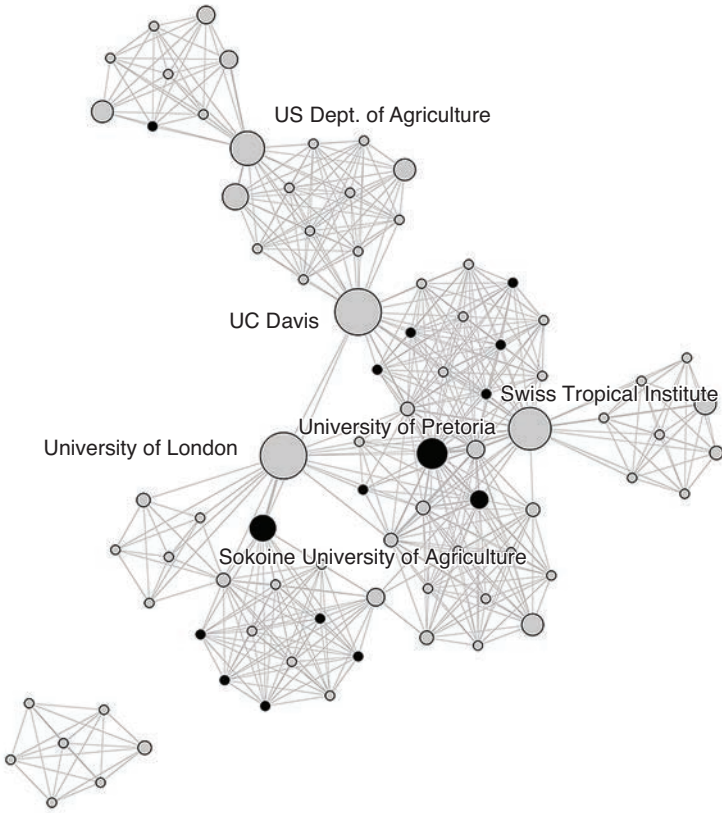 US Dept. of Agriculture
UC Davis
Swiss Tropical Institute
University of Pretoria
University of London
Sokoine University of Agriculture